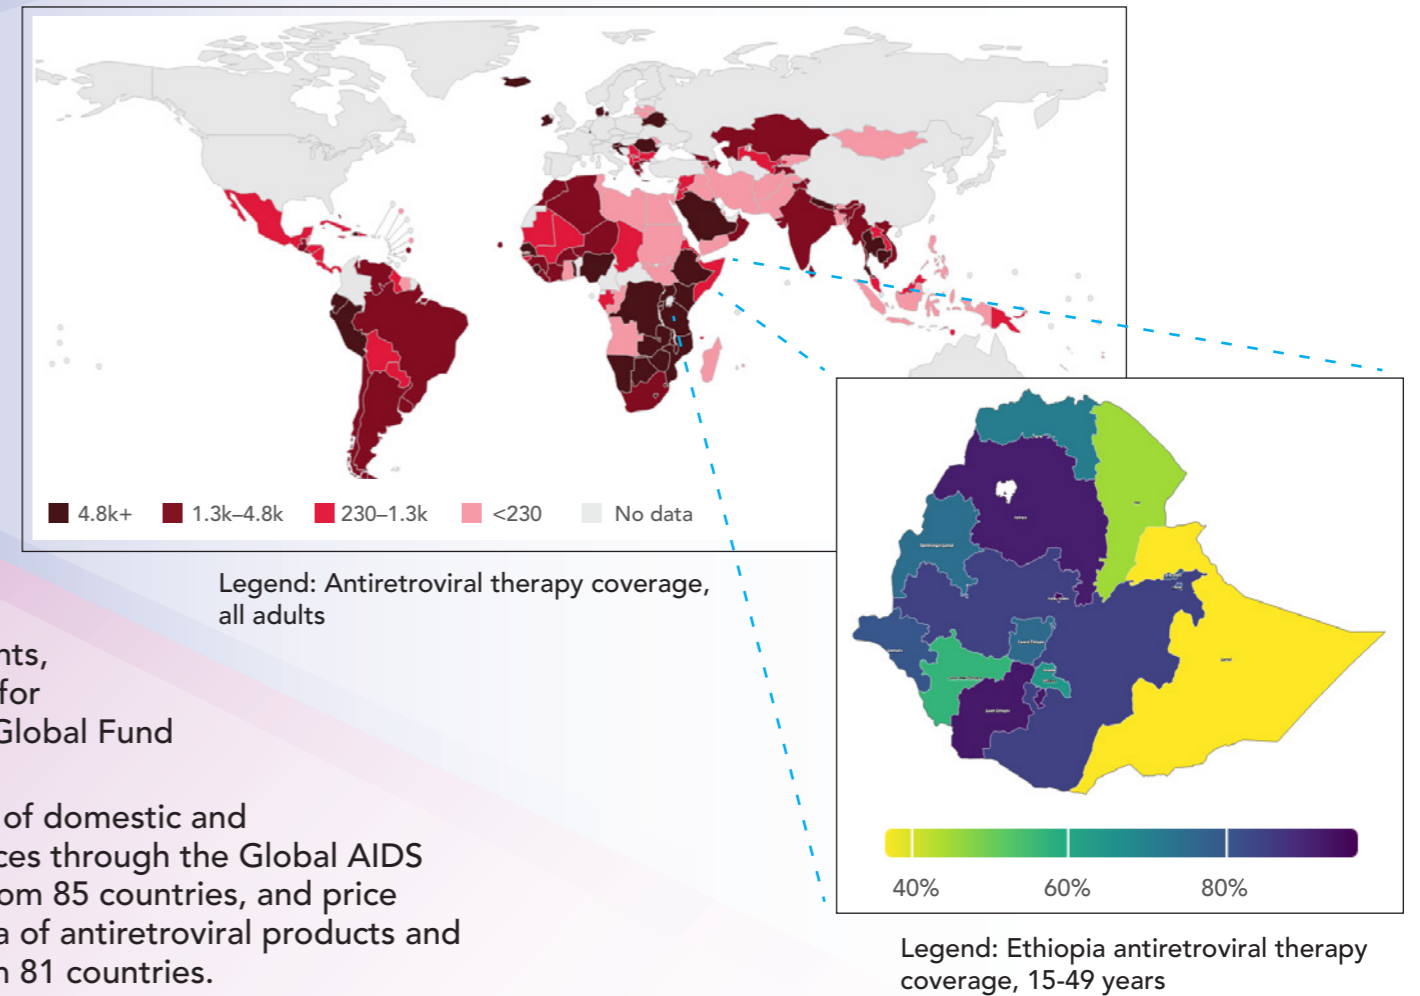 4.8k+
1.3k–4.8k
230–1.3k
<230
No data
Legend: Antiretroviral therapy coverage,
all adults
nts,
for
Global Fund
of domestic and
ces through the Global AIDS
om 85 countries, and price
a of antiretroviral products and
n 81 countries.
40%
60%
80%
Legend: Ethiopia antiretroviral therapy
coverage, 15-49 years